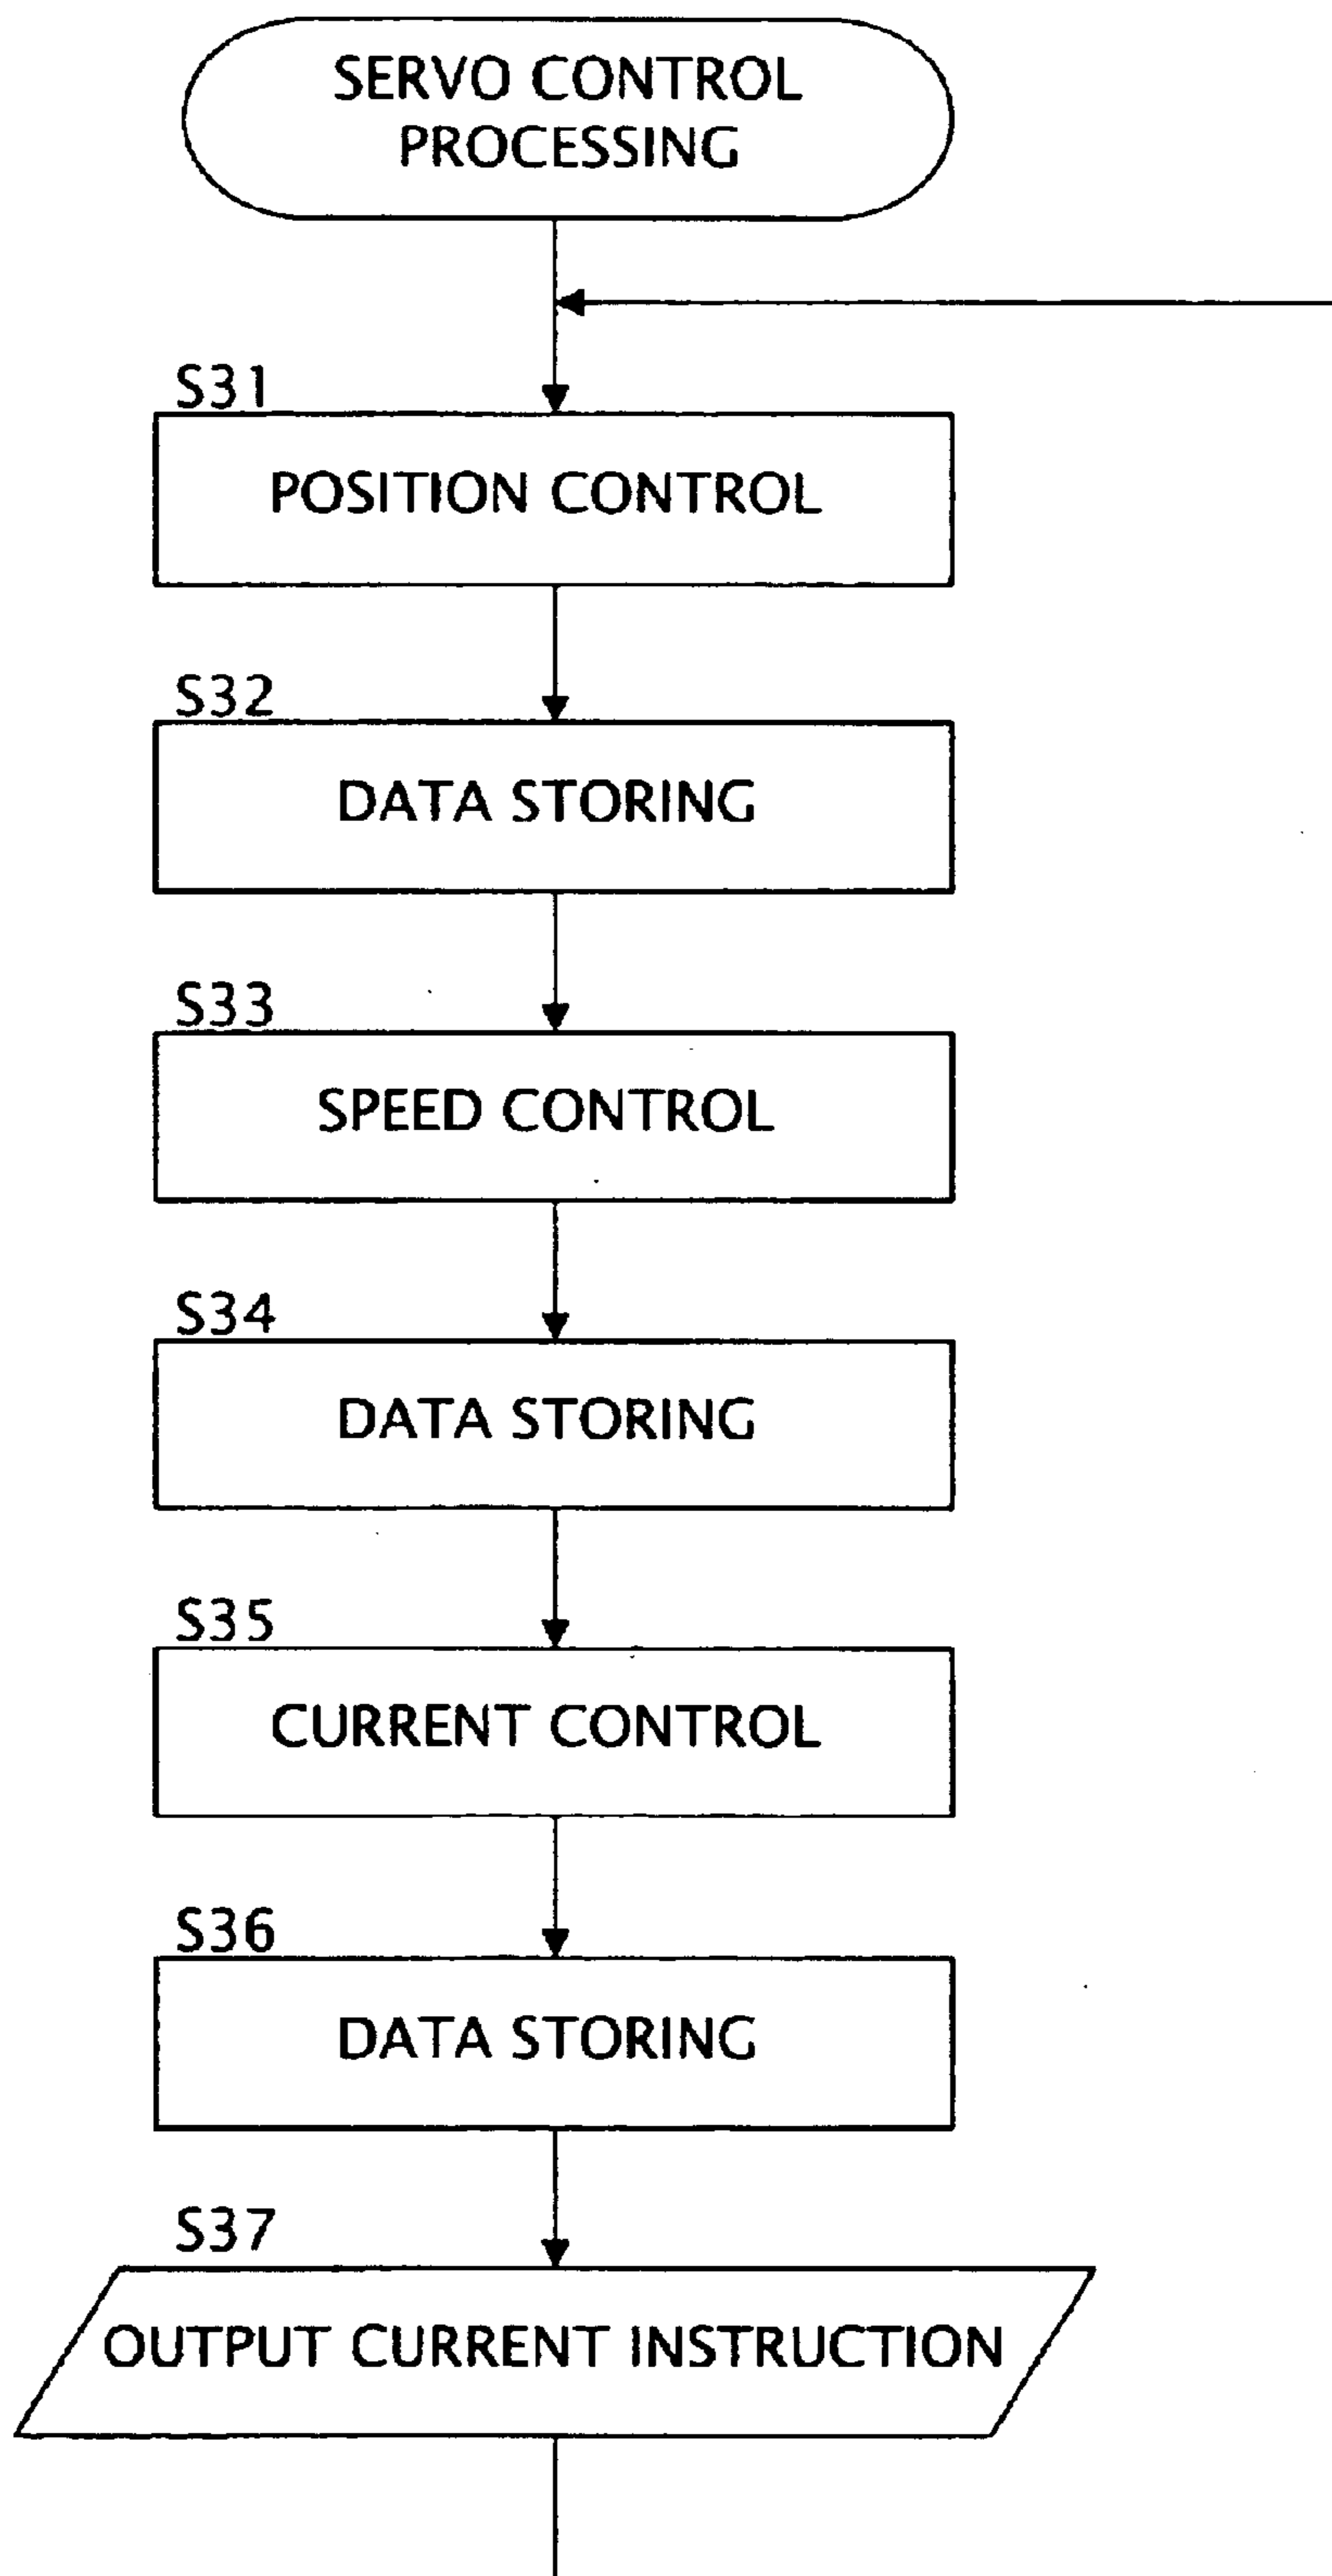 SERVO CONTROL
PROCESSING
S31
POSITION CONTROL
S32
DATA STORING
S33
SPEED CONTROL
S34
DATA STORING
S35
CURRENT CONTROL
S36
DATA STORING
S37
OUTPUT CURRENT INSTRUCTION